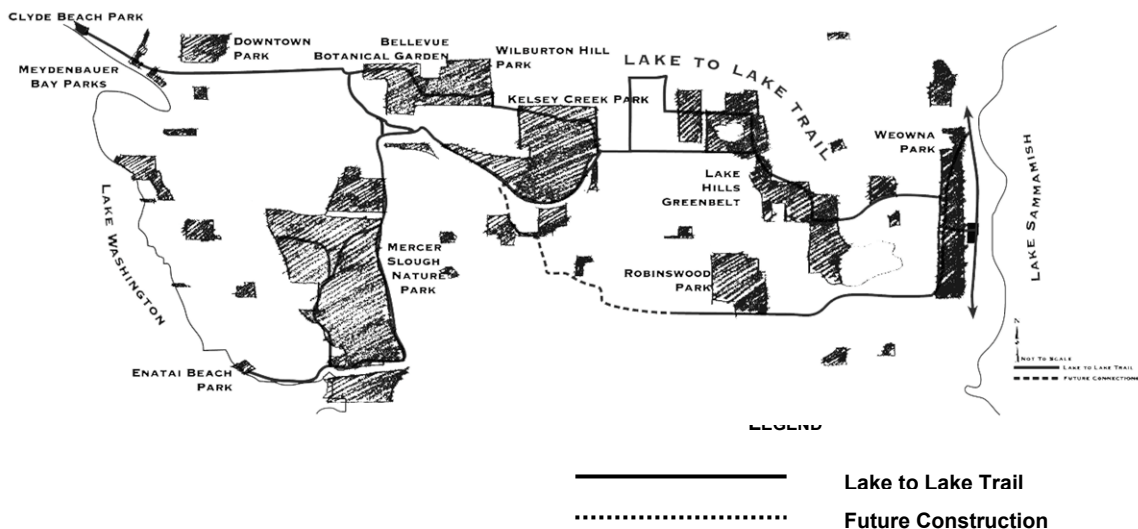 CLYDE BEACH PARK
MEYDENBAUER
BAY PARKS
DOWNTOWN
PARK
BELLEVUE
BOTANICAL GARDEN
WILBURTON HILL
PARK
LAKE TO LAKE TRAIL
KELSEY CREEK PARK
WEOWNA
PARK
LAKE
HILLS
GREENBELT
LAKE WASHINGTON
LAKE SAMMAMISH
MERCER
SLOUGH
NATURE
PARK
ROBINSWOOD
PARK
ENATAI BEACH
PARK
NOT TO SCALE
LAKE TO LAKE TRAIL
FUTURE CONNECTIONS
LEGEND
Lake to Lake Trail
Future Construction